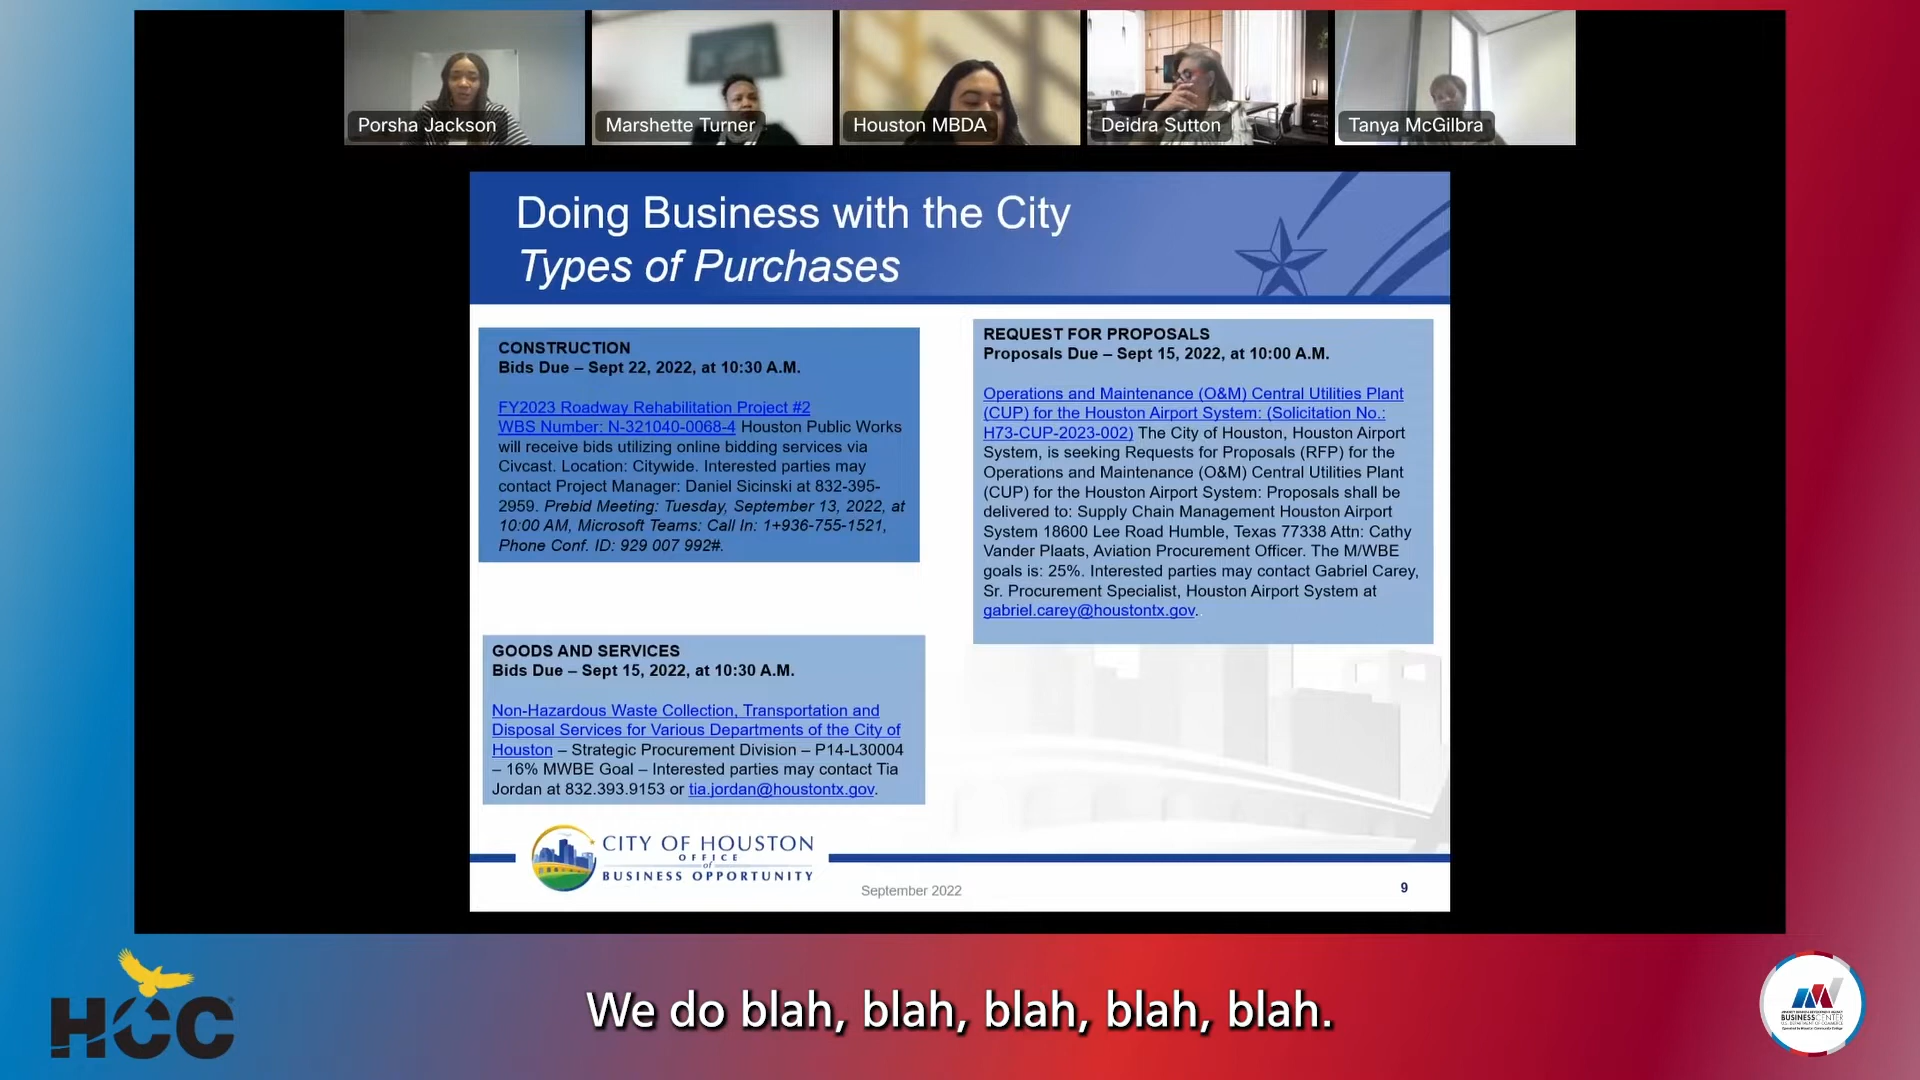 Porsha Jackson
Marshette Turner
Houston MBDA
Deidra Sutton
Tanya McGilbra
Doing Business with the City
Types of Purchases
CONSTRUCTION
Bids Due – Sept 22, 2022, at 10:30 A.M.
FY2023 Roadway Rehabilitation Project #2
WBS Number: N-321040-0068-4 Houston Public Works
will receive bids utilizing online bidding services via
Civcast. Location: Citywide. Interested parties may
contact Project Manager: Daniel Sicinski at 832-395-
2959. Prebid Meeting: Tuesday, September 13, 2022, at
10:00 AM, Microsoft Teams: Call In: 1+936-755-1521,
Phone Conf. ID: 929 007 992#.
GOODS AND SERVICES
Bids Due – Sept 15, 2022, at 10:30 A.M.
Non-Hazardous Waste Collection, Transportation and
Disposal Services for Various Departments of the City of
Houston – Strategic Procurement Division – P14-L30004
– 16% MWBE Goal – Interested parties may contact Tia
Jordan at 832.393.9153 or tia.jordan@houstontx.gov.
REQUEST FOR PROPOSALS
Proposals Due – Sept 15, 2022, at 10:00 A.M.
Operations and Maintenance (O&M) Central Utilities Plant
(CUP) for the Houston Airport System: (Solicitation No.:
H73-CUP-2023-002) The City of Houston, Houston Airport
System, is seeking Requests for Proposals (RFP) for the
Operations and Maintenance (O&M) Central Utilities Plant
(CUP) for the Houston Airport System: Proposals shall be
delivered to: Supply Chain Management Houston Airport
System 18600 Lee Road Humble, Texas 77338 Attn: Cathy
Vander Plaats, Aviation Procurement Officer. The M/WBE
goals is: 25%. Interested parties may contact Gabriel Carey,
Sr. Procurement Specialist, Houston Airport System at
gabriel.carey@houstontx.gov.
CITY OF HOUSTON
OFFICE
of
BUSINESS OPPORTUNITY
September 2022
9
HCC
We do blah, blah, blah, blah, blah.
BUSINESS CENTER